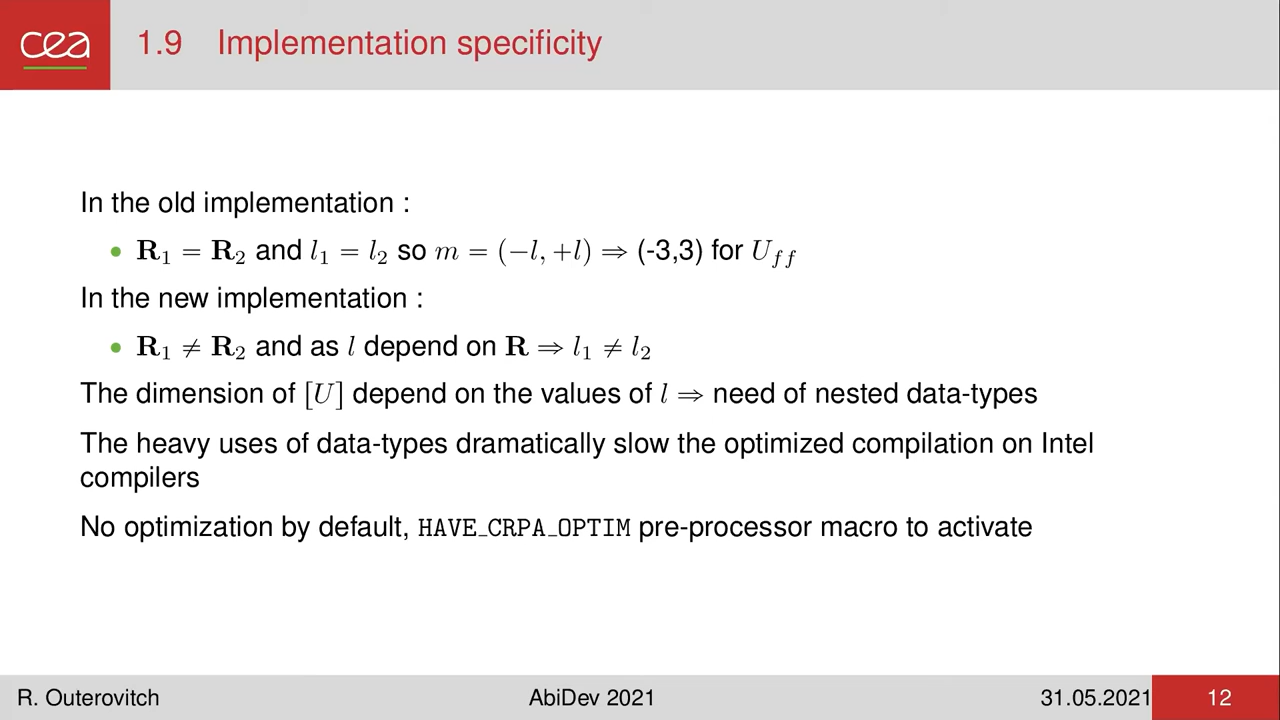 cea
1.9 Implementation specificity
In the old implementation :
• R₁ = R₂ and l₁ = l₂ so m = (−l, +l) ⇒ (-3,3) for U_ff
In the new implementation :
• R₁ ≠ R₂ and as l depend on R ⇒ l₁ ≠ l₂
The dimension of [U] depend on the values of l ⇒ need of nested data-types
The heavy uses of data-types dramatically slow the optimized compilation on Intel
compilers
No optimization by default, HAVE_CRPA_OPTIM pre-processor macro to activate
R. Outerovitch AbiDev 2021 31.05.2021 12